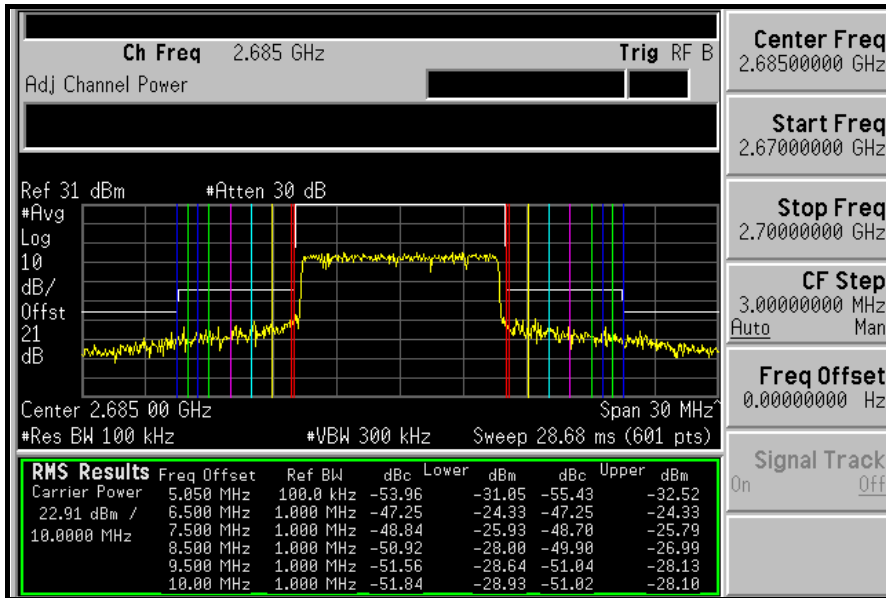 Ch Freq 2.685 GHz Trig RF B
Adj Channel Power
Ref 31 dBm #Atten 30 dB
#Avg
Log
10
dB/
Offst
21
dB
Center 2.685 00 GHz Span 30 MHz^
#Res BW 100 kHz #VBW 300 kHz Sweep 28.68 ms (601 pts)
RMS Results Freq Offset Ref BW dBc Lower dBm dBc Upper dBm
Carrier Power 5.050 MHz 100.0 kHz -53.96 -31.05 -55.43 -32.52
22.91 dBm / 6.500 MHz 1.000 MHz -47.25 -24.33 -47.25 -24.33
10.0000 MHz 7.500 MHz 1.000 MHz -48.84 -25.93 -48.70 -25.79
8.500 MHz 1.000 MHz -50.92 -28.00 -49.90 -26.99
9.500 MHz 1.000 MHz -51.56 -28.64 -51.04 -28.13
10.00 MHz 1.000 MHz -51.84 -28.93 -51.02 -28.10
Center Freq
2.68500000 GHz
Start Freq
2.67000000 GHz
Stop Freq
2.70000000 GHz
CF Step
3.00000000 MHz
Auto Man
Freq Offset
0.00000000 Hz
Signal Track
On Off